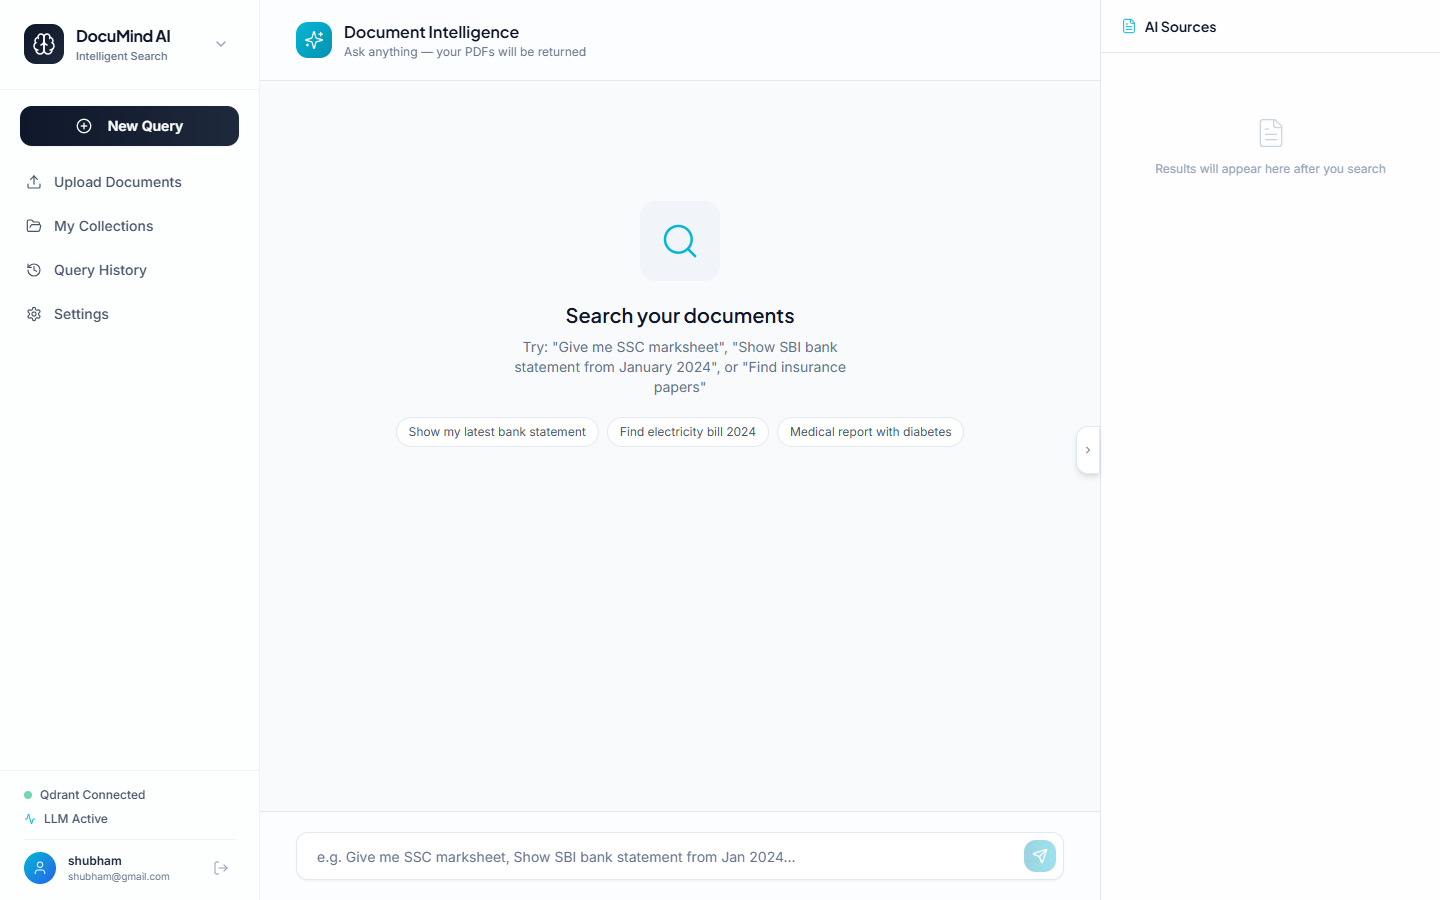 DocuMind AI
Intelligent Search
New Query
Upload Documents
My Collections
Query History
Settings
Qdrant Connected
LLM Active
shubham
shubham@gmail.com
Document Intelligence
Ask anything — your PDFs will be returned
Search your documents
Try: "Give me SSC marksheet", "Show SBI bank
statement from January 2024", or "Find insurance
papers"
Show my latest bank statement
Find electricity bill 2024
Medical report with diabetes
e.g. Give me SSC marksheet, Show SBI bank statement from Jan 2024...
AI Sources
Results will appear here after you search